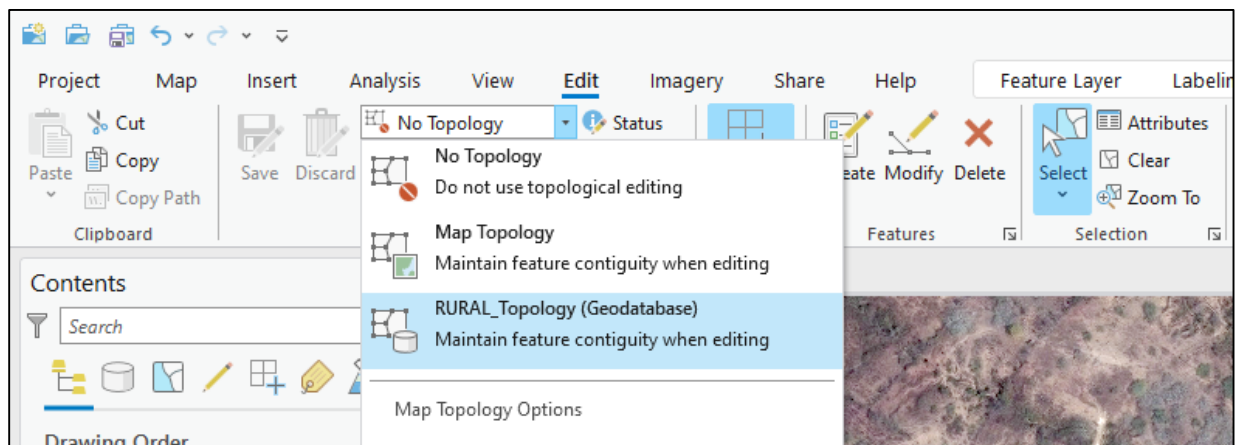 Project Map Insert Analysis View Edit Imagery Share Help Feature Layer
Cut
Copy
Copy Path
Paste
Clipboard
Save Discard
No Topology
Status
No Topology
Do not use topological editing
Map Topology
Maintain feature contiguity when editing
RURAL_Topology (Geodatabase)
Maintain feature contiguity when editing
Map Topology Options
Modify Delete
Features
Select
Attributes
Clear
Zoom To
Selection
Contents
Search
Drawing Order